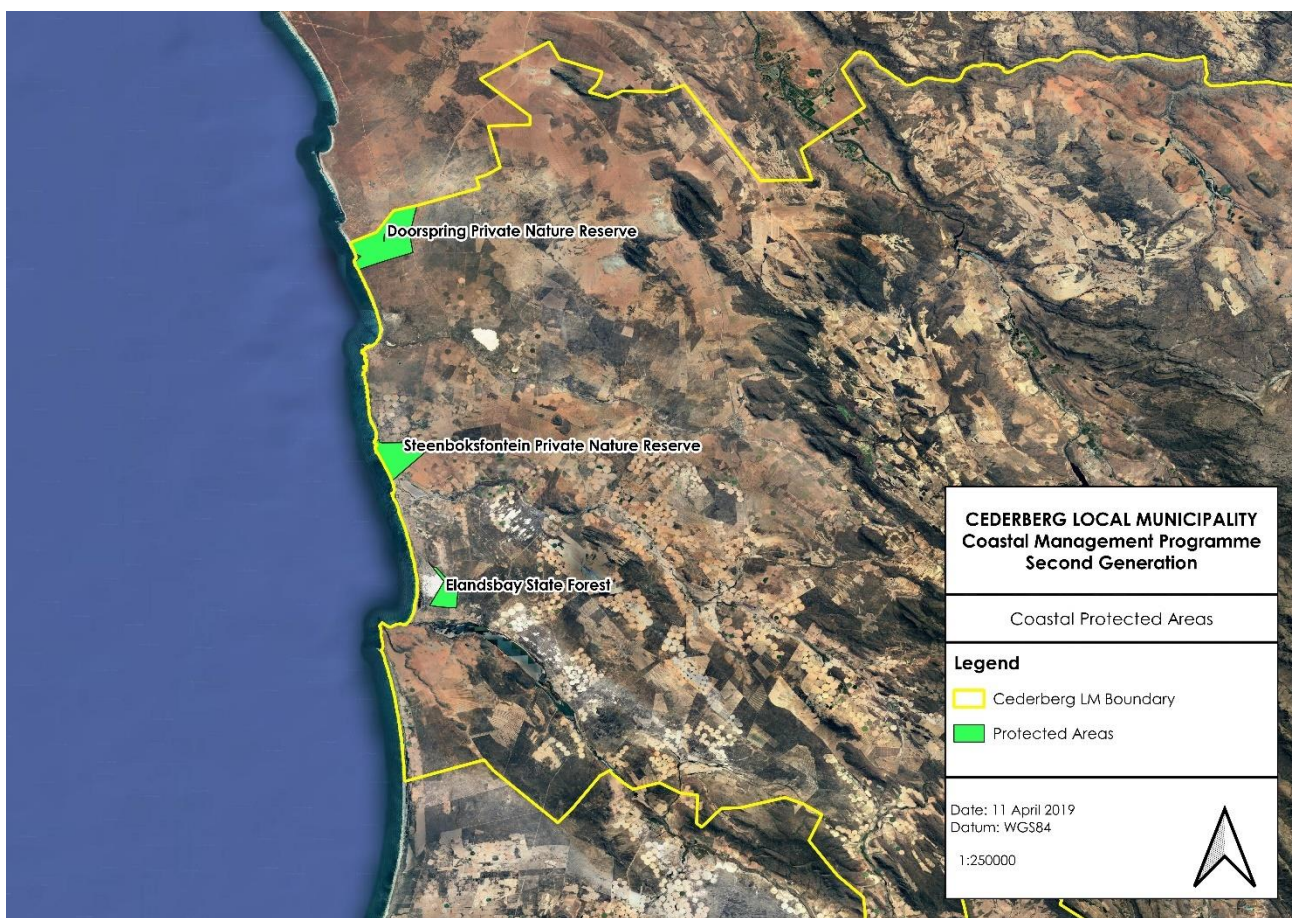 Doorspring Private Nature Reserve
Steenboksfontein Private Nature Reserve
Elandsbay State Forest
CEDERBERG LOCAL MUNICIPALITY
Coastal Management Programme
Second Generation
Coastal Protected Areas
Legend
Cederberg LM Boundary
Protected Areas
Date: 11 April 2019
Datum: WGS84
1:250000